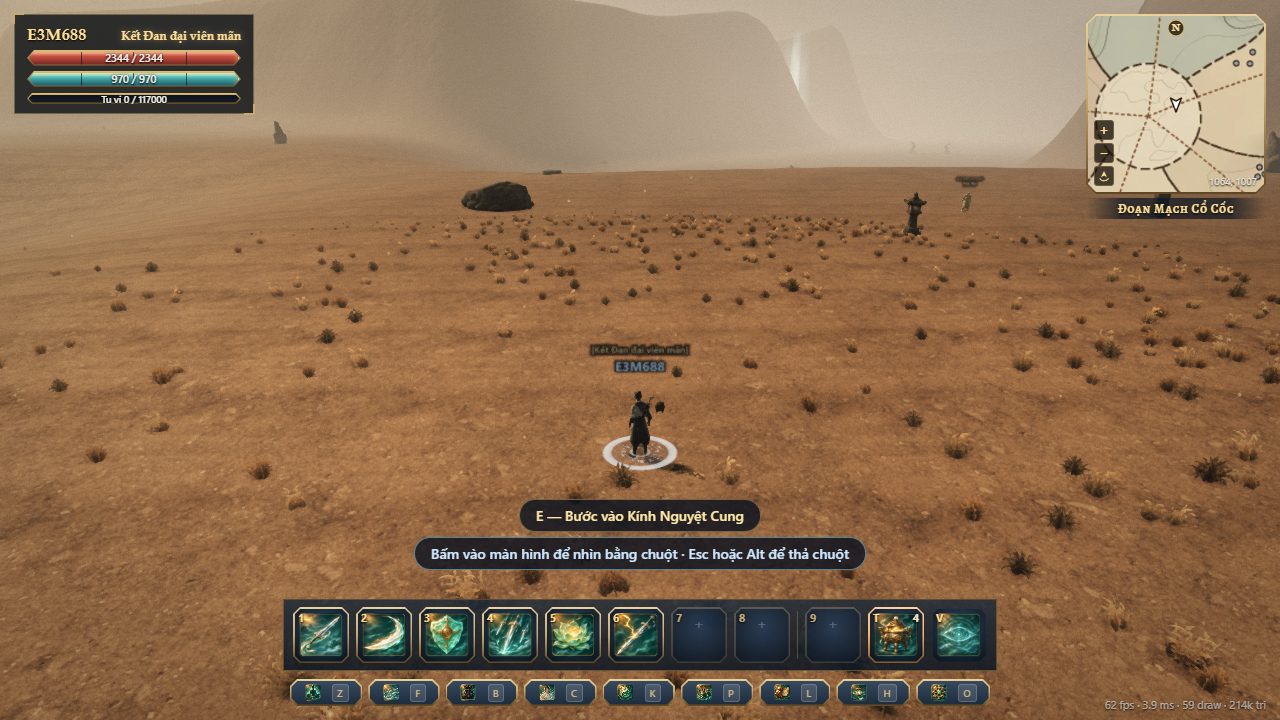 E3M688
Kết Đan đại viên mãn
2344 / 2344
970 / 970
Tu vi 0 / 117000
N
+
−
1064 · 1007
Đoạn Mạch Cổ Cốc
[Kết Đan đại viên mãn]
E3M688
E — Bước vào Kính Nguyệt Cung
Bấm vào màn hình để nhìn bằng chuột · Esc hoặc Alt để thả chuột
1 2 3 4 5 6 7 8 9 T 4 V
+ + +
Z F B C K P L H O
62 fps · 3.9 ms · 59 draw · 214k tri